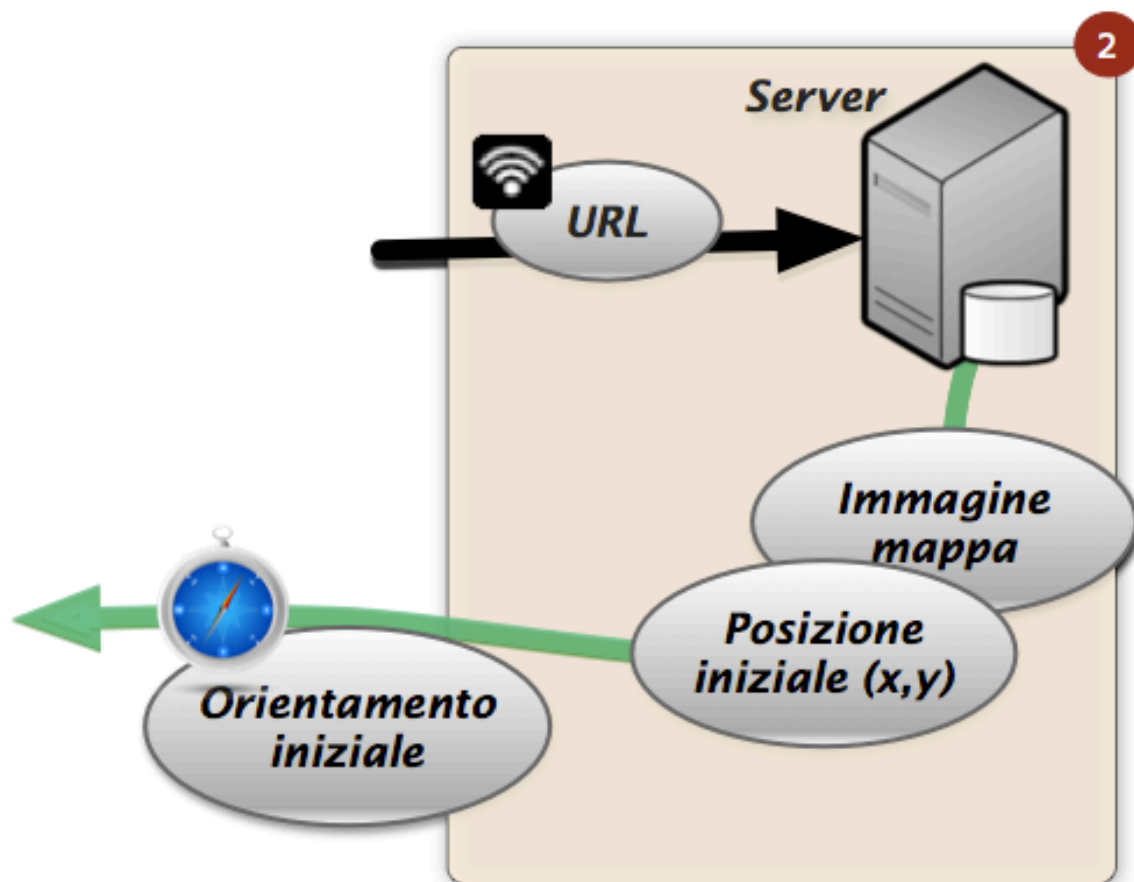 2
Server
URL
Immagine
mappa
Posizione
iniziale (x,y)
Orientamento
iniziale